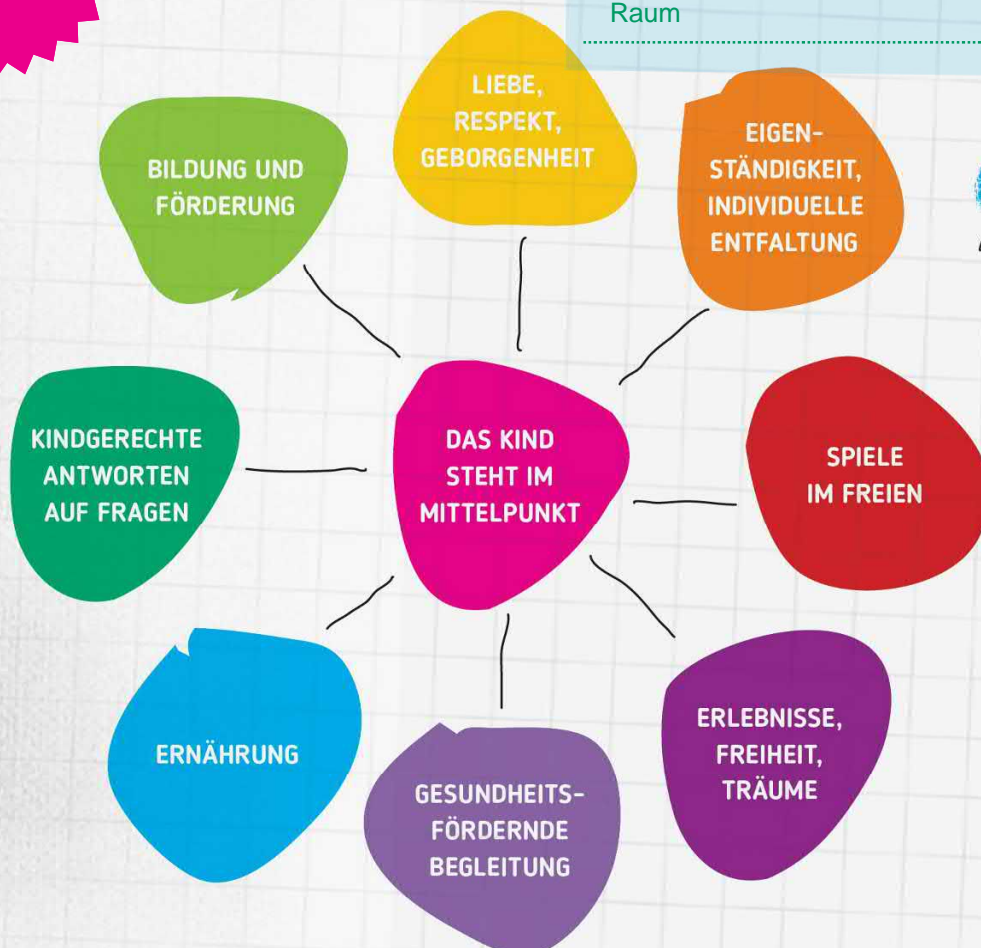 Raum
LIEBE,
RESPEKT,
GEBORGENHEIT
EIGEN-
STÄNDIGKEIT,
INDIVIDUELLE
ENTFALTUNG
BILDUNG UND
FÖRDERUNG
KINDGERECHTE
ANTWORTEN
AUF FRAGEN
DAS KIND
STEHT IM
MITTELPUNKT
SPIELE
IM FREIEN
ERNÄHRUNG
GESUNDHEITS-
FÖRDERNDE
BEGLEITUNG
ERLEBNISSE,
FREIHEIT,
TRÄUME